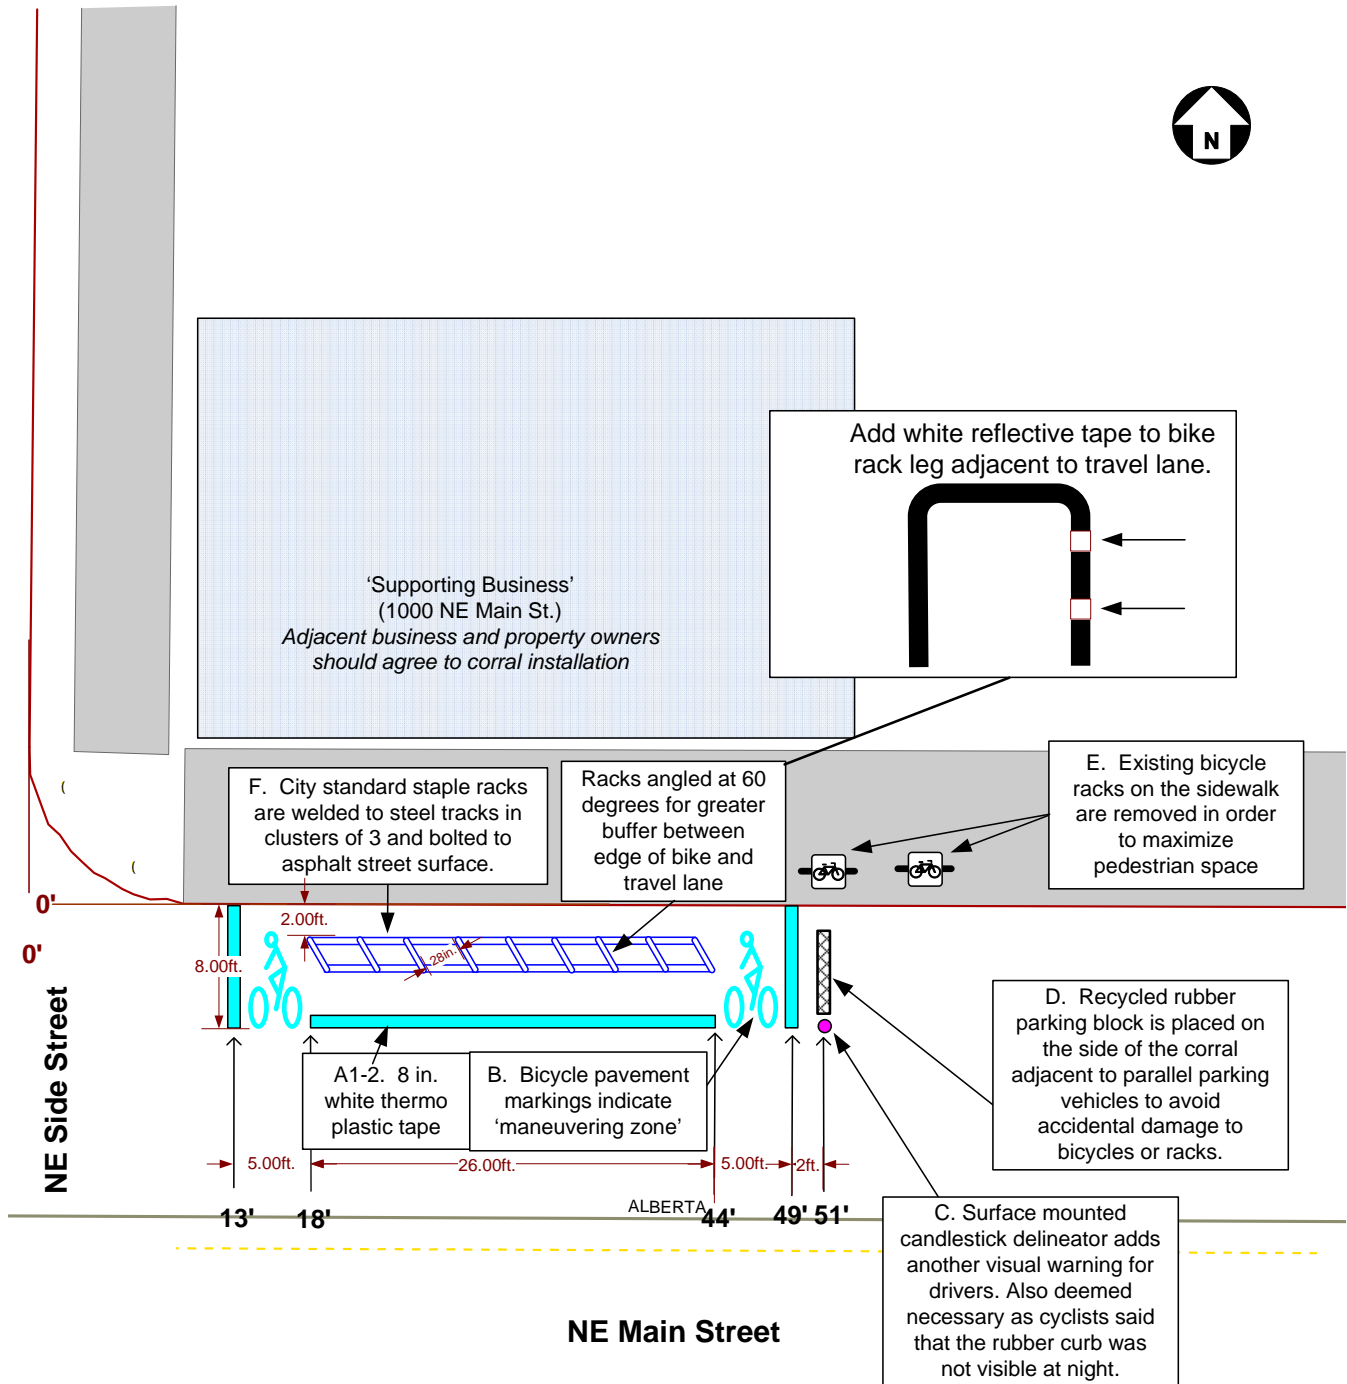 N
Add white reflective tape to bike
rack leg adjacent to travel lane.
‘Supporting Business’
(1000 NE Main St.)
Adjacent business and property owners
should agree to corral installation
F. City standard staple racks
are welded to steel tracks in
clusters of 3 and bolted to
asphalt street surface.
Racks angled at 60
degrees for greater
buffer between
edge of bike and
travel lane
E. Existing bicycle
racks on the sidewalk
are removed in order
to maximize
pedestrian space
0'
0'
2.00ft.
8.00ft.
28in.
NE Side Street
A1-2. 8 in.
white thermo
plastic tape
B. Bicycle pavement
markings indicate
‘maneuvering zone’
D. Recycled rubber
parking block is placed on
the side of the corral
adjacent to parallel parking
vehicles to avoid
accidental damage to
bicycles or racks.
5.00ft.
26.00ft.
5.00ft.
2ft.
ALBERTA
13'
18'
44'
49'
51'
C. Surface mounted
candlestick delineator adds
another visual warning for
drivers. Also deemed
necessary as cyclists said
that the rubber curb was
not visible at night.
NE Main Street